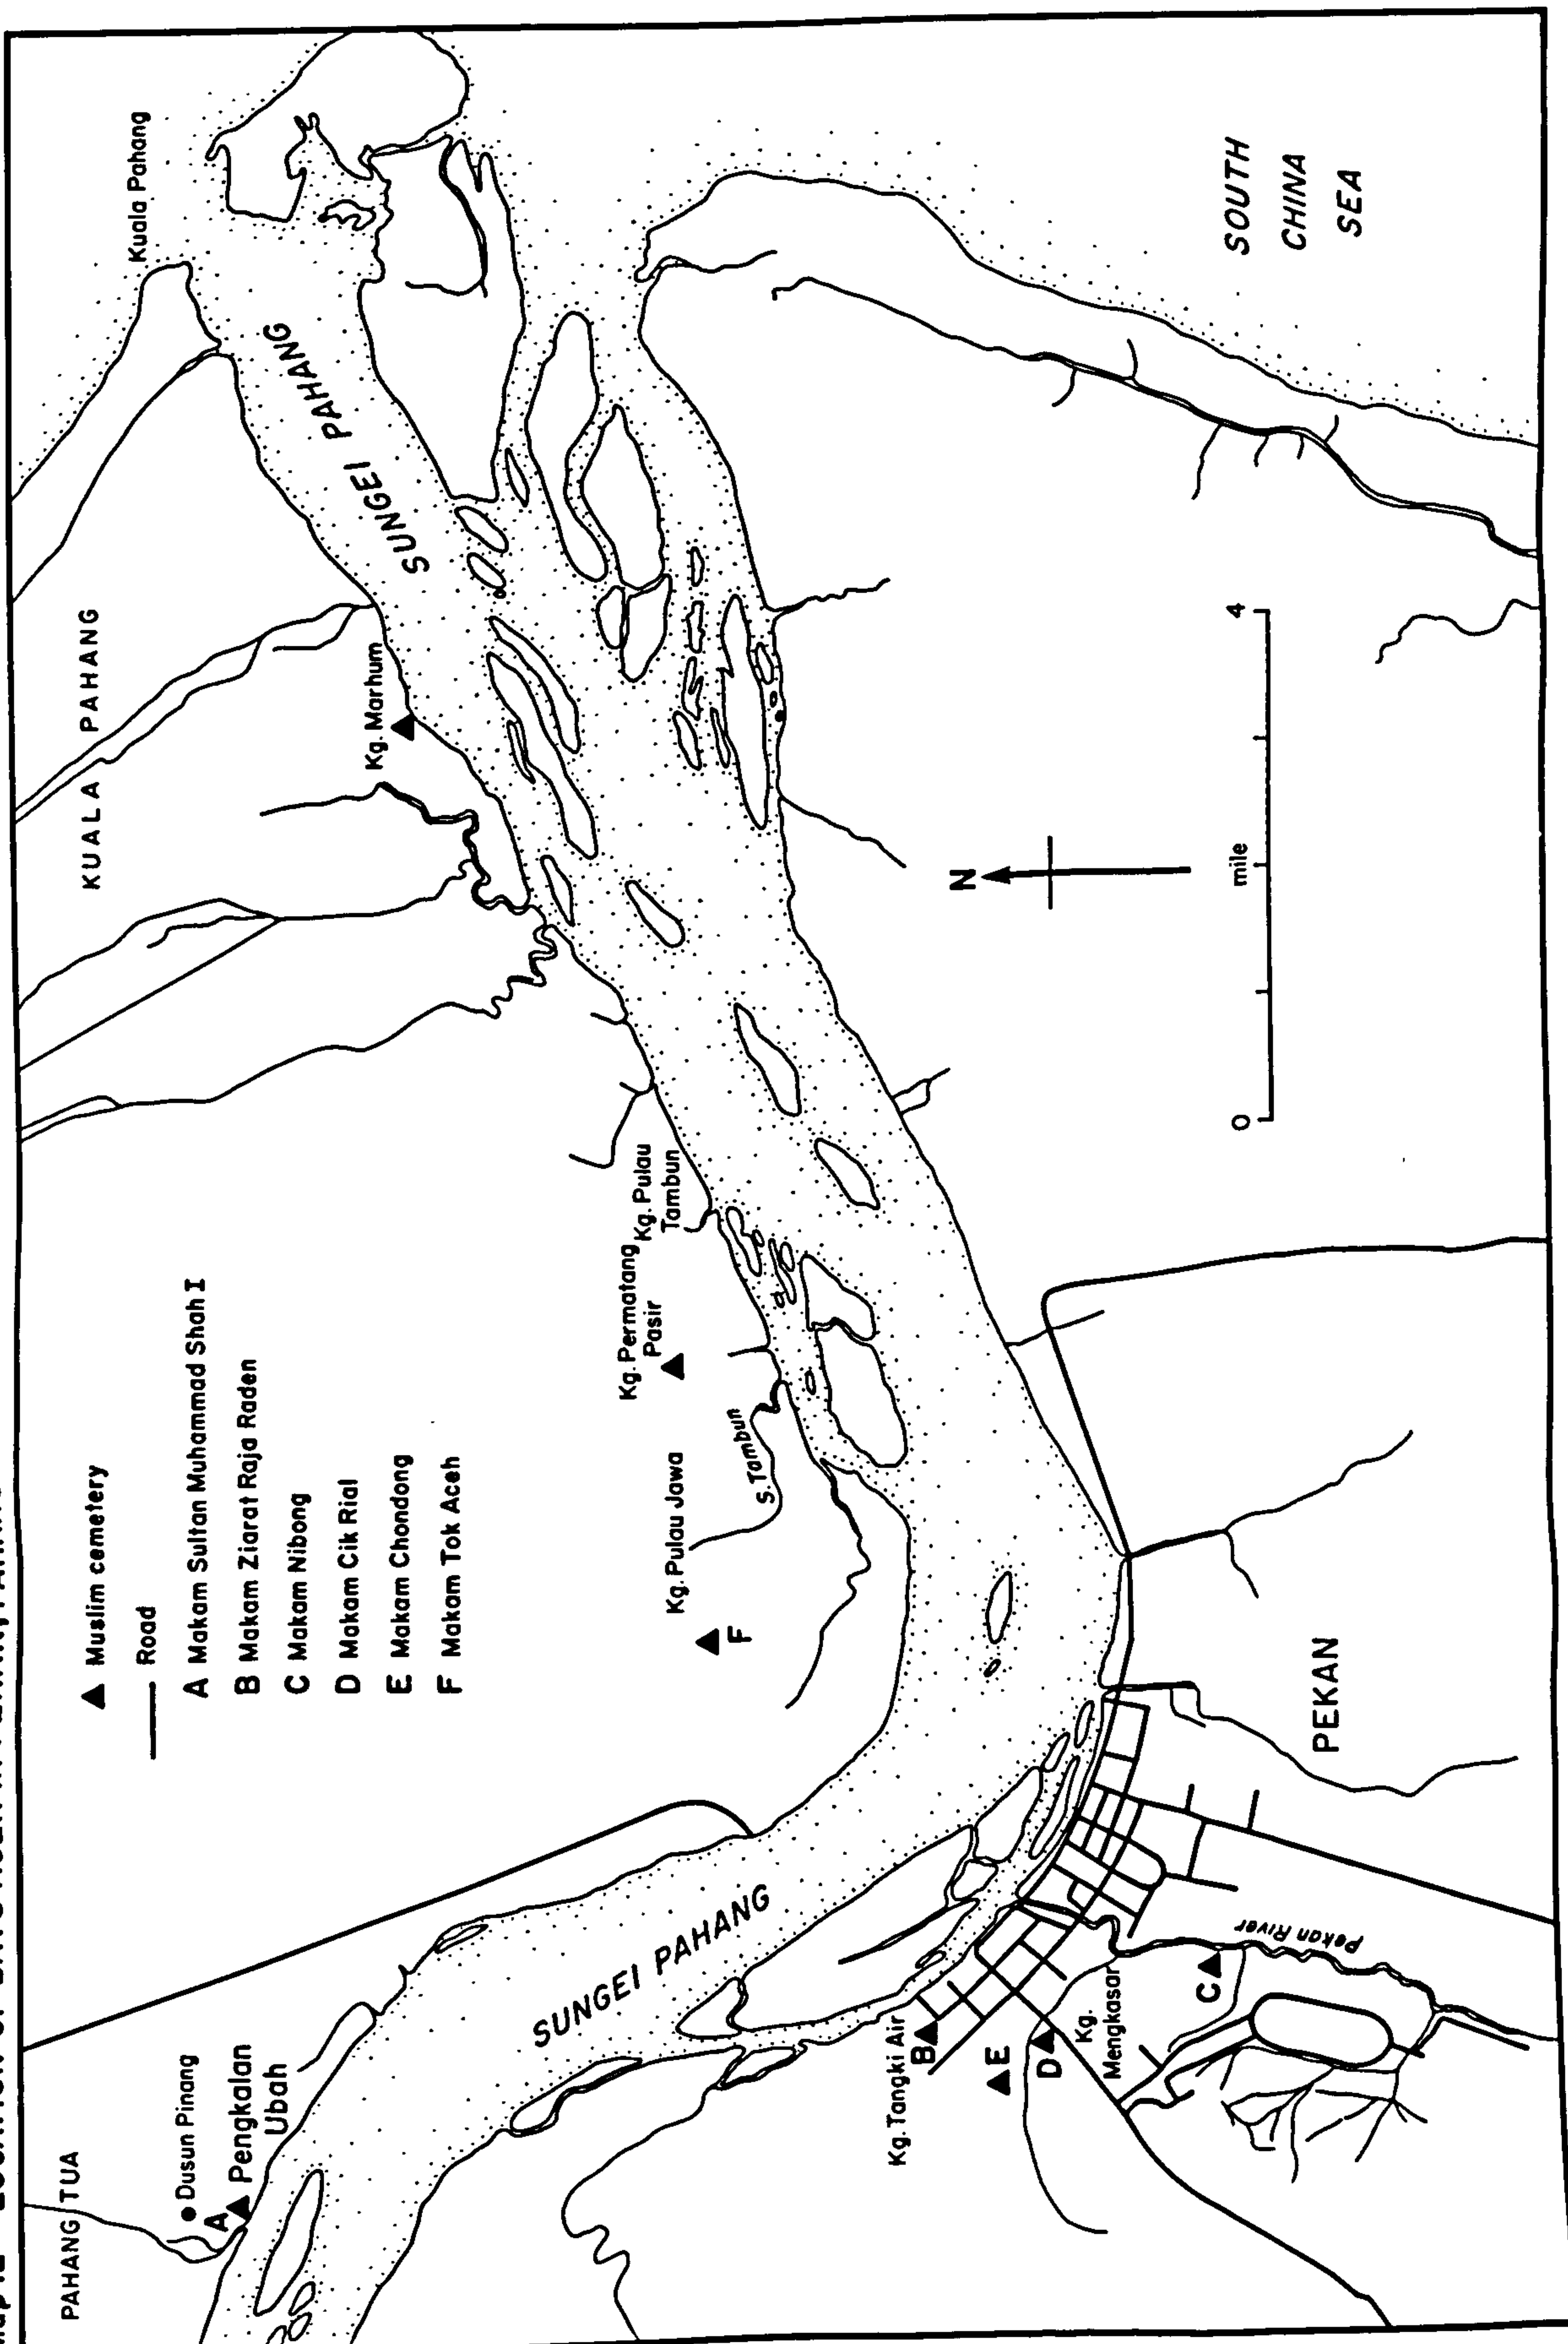 PAHANG TUA
Dusun Pinang
A
Pengkalan
Ubah
Muslim cemetery
Road
A Makam Sultan Muhammad Shah I
B Makam Ziarat Raja Raden
C Makam Nibong
D Makam Cik Rial
E Makam Chondong
F Makam Tok Aceh
KUALA PAHANG
Kuala Pahang
SUNGEI PAHANG
Kg. Marhum
Kg. Pulau
Tambun
Kg. Permatang
Pasir
S. Tambun
Kg. Pulau Jawa
F
SUNGEI PAHANG
Kg. Tangki Air
B
E
D
Kg.
Mengkasar
C
Pekan River
PEKAN
N
0
mile
4
SOUTH
CHINA
SEA